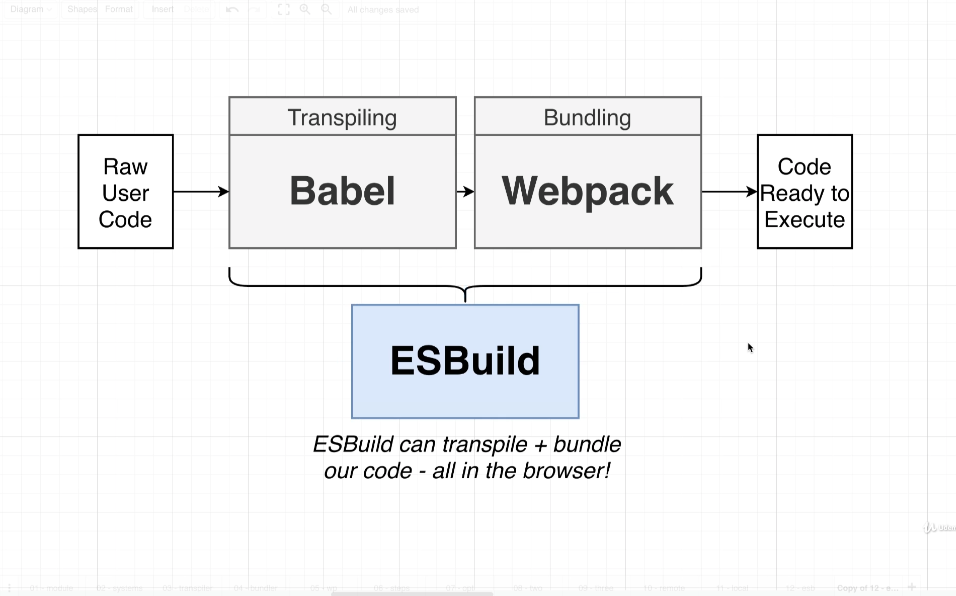 Diagram
Shapes
Format
Insert
All changes saved
Transpiling
Bundling
Raw
User
Code
Babel
Webpack
Code
Ready to
Execute
ESBuild
ESBuild can transpile + bundle
our code - all in the browser!
Copy of 12 - e...